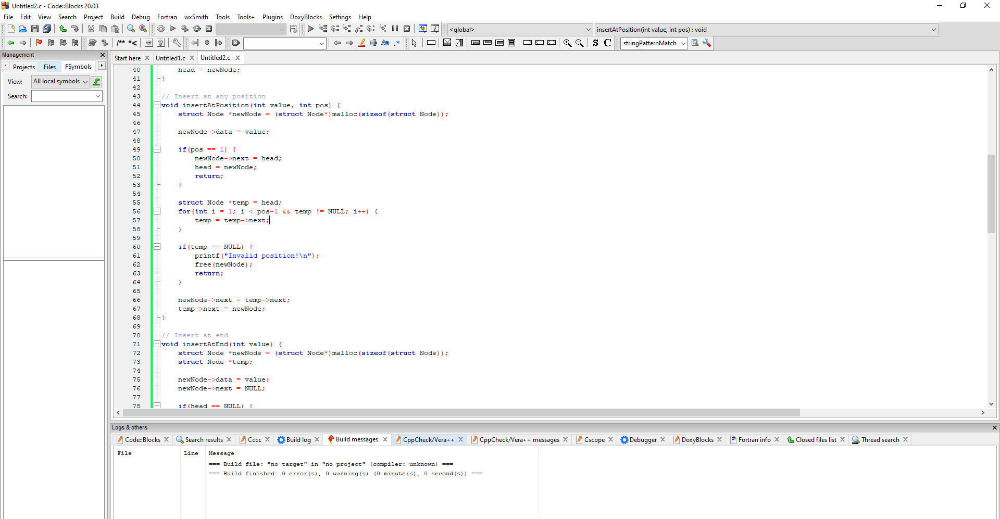 Untitled2.c - Code::Blocks 20.03
File Edit View Search Project Build Debug Fortran wxSmith Tools Tools+ Plugins DoxyBlocks Settings Help
<global>
insertAtPosition(int value, int pos) : void
/** *<
Aa .*
S C
stringPatternMatch
Management
Projects Files FSymbols
View: All local symbols
Search:
Start here Untitled1.c Untitled2.c
40     head = newNode;
41 }
42
43 // Insert at any position
44 void insertAtPosition(int value, int pos) {
45     struct Node *newNode = (struct Node*)malloc(sizeof(struct Node));
46
47     newNode->data = value;
48
49     if(pos == 1) {
50         newNode->next = head;
51         head = newNode;
52         return;
53     }
54
55     struct Node *temp = head;
56     for(int i = 1; i < pos-1 && temp != NULL; i++) {
57         temp = temp->next;
58     }
59
60     if(temp == NULL) {
61         printf("Invalid position!\n");
62         free(newNode);
63         return;
64     }
65
66     newNode->next = temp->next;
67     temp->next = newNode;
68 }
69
70 // Insert at end
71 void insertAtEnd(int value) {
72     struct Node *newNode = (struct Node*)malloc(sizeof(struct Node));
73     struct Node *temp;
74
75     newNode->data = value;
76     newNode->next = NULL;
77
78     if(head == NULL) {
Logs & others
Code::Blocks Search results Cccc Build log Build messages CppCheck/Vera++ CppCheck/Vera++ messages Cscope Debugger DoxyBlocks Fortran info Closed files list Thread search
File Line Message
=== Build file: "no target" in "no project" (compiler: unknown) ===
=== Build finished: 0 error(s), 0 warning(s) (0 minute(s), 0 second(s)) ===